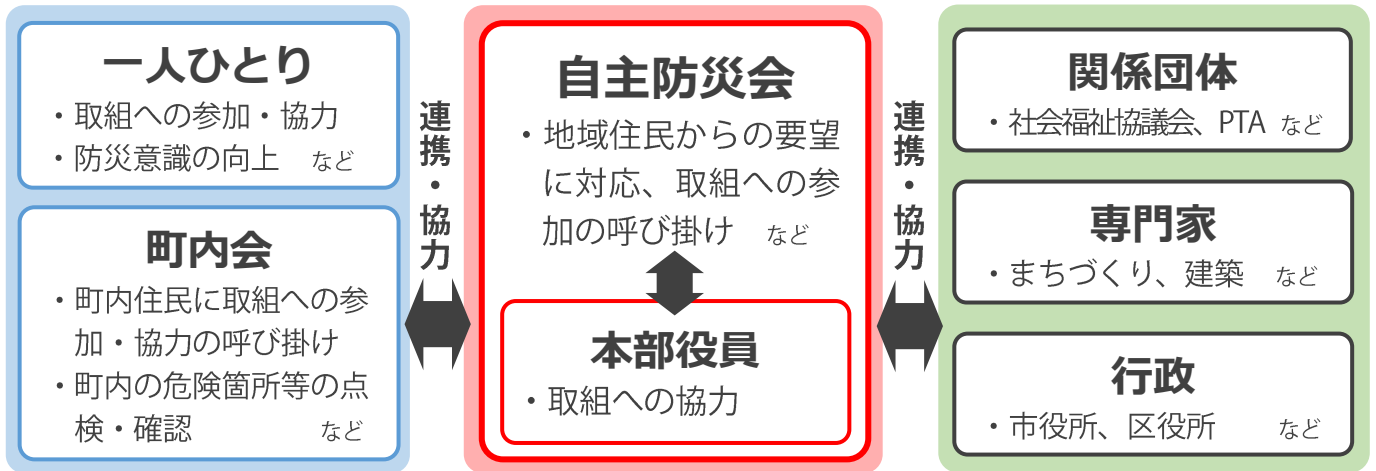 一人ひとり
・取組への参加・協力
・防災意識の向上 など
町内会
・町内住民に取組への参
加・協力の呼び掛け
・町内の危険箇所等の点
検・確認 など
連携・協力
自主防災会
・地域住民からの要望
に対応、取組への参
加の呼び掛け など
本部役員
・取組への協力
連携・協力
関係団体
・社会福祉協議会、PTA など
専門家
・まちづくり、建築 など
行政
・市役所、区役所 など